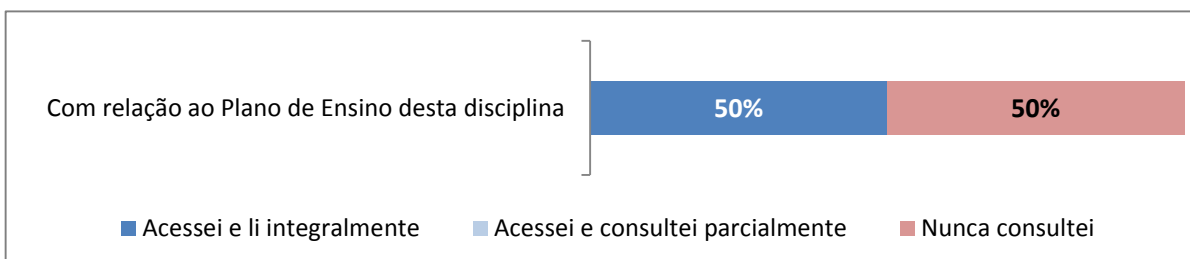 Com relação ao Plano de Ensino desta disciplina
50%
50%
Acessei e li integralmente
Acessei e consultei parcialmente
Nunca consultei